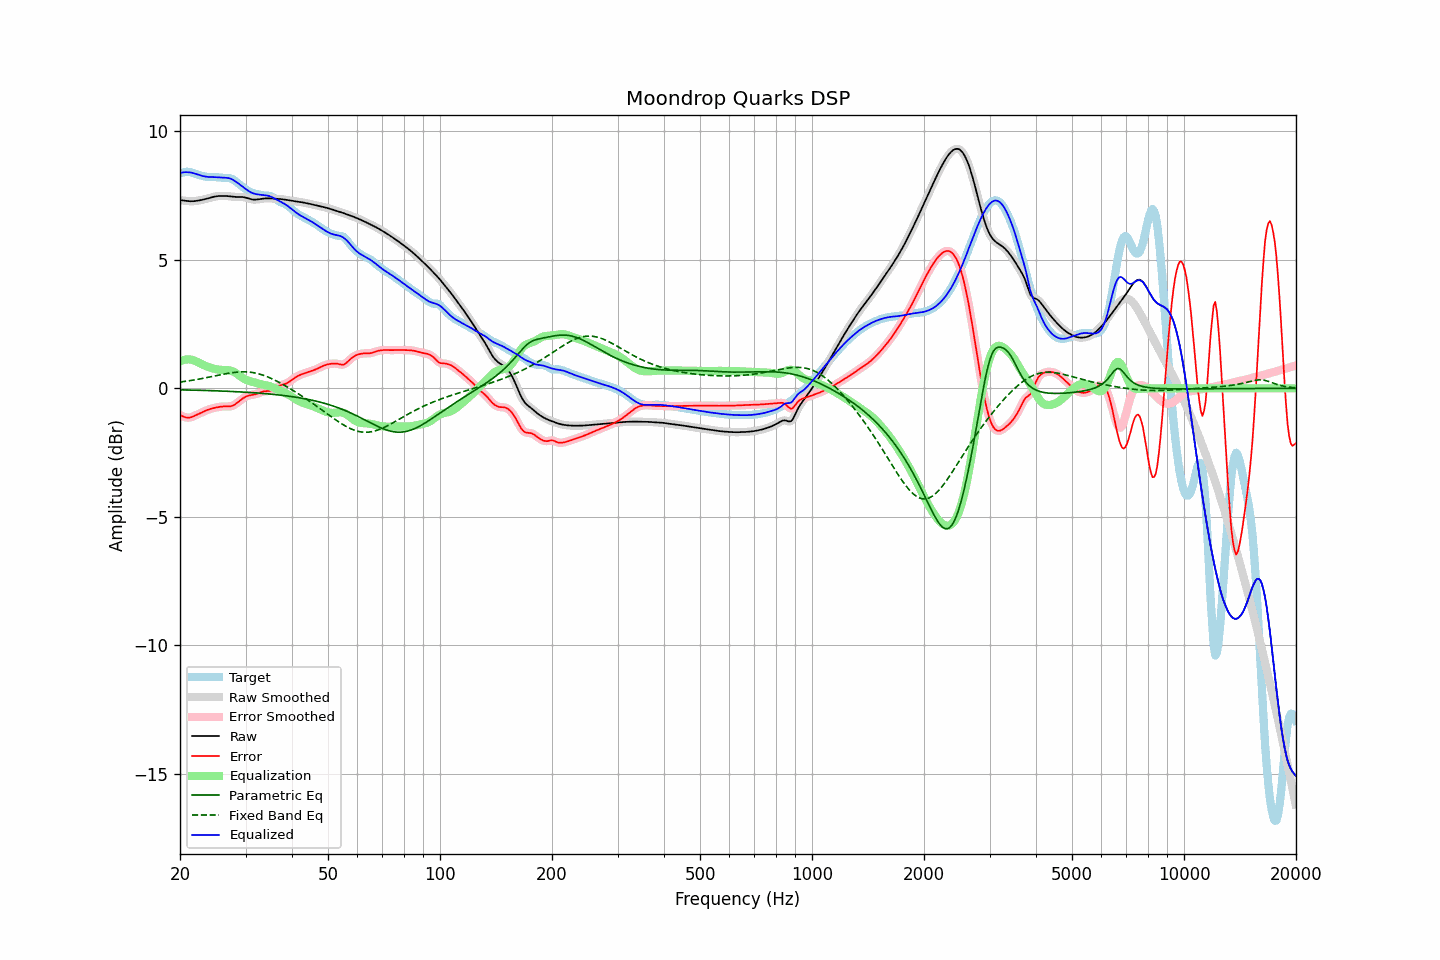 Moondrop Quarks DSP
Amplitude (dBr)
10
5
0
−5
−10
−15
Target
Raw Smoothed
Error Smoothed
Raw
Error
Equalization
Parametric Eq
Fixed Band Eq
Equalized
20 50 100 200 500 1000 2000 5000 10000 20000
Frequency (Hz)